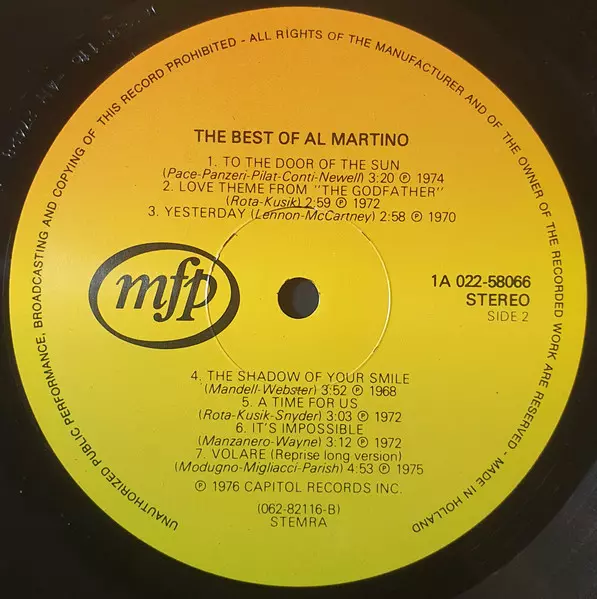 UNAUTHORIZED PUBLIC PERFORMANCE, BROADCASTING AND COPYING OF THIS RECORD PROHIBITED - ALL RIGHTS OF THE MANUFACTURER AND OF THE OWNER OF THE RECORDED WORK ARE RESERVED - MADE IN HOLLAND
THE BEST OF AL MARTINO
1. TO THE DOOR OF THE SUN
(Pace-Panzeri-Pilat-Conti-Newell) 3:20 Ⓟ 1974
2. LOVE THEME FROM "THE GODFATHER"
(Rota-Kusik) 2:59 Ⓟ 1972
3. YESTERDAY (Lennon-McCartney) 2:58 Ⓟ 1970
mfp
1A 022-58066
STEREO
SIDE 2
4. THE SHADOW OF YOUR SMILE
(Mandell-Webster) 3:52 Ⓟ 1968
5. A TIME FOR US
(Rota-Kusik-Snyder) 3:03 Ⓟ 1972
6. IT'S IMPOSSIBLE
(Manzanero-Wayne) 3:12 Ⓟ 1972
7. VOLARE (Reprise long version)
(Modugno-Migliacci-Parish) 4:53 Ⓟ 1975
Ⓟ 1976 CAPITOL RECORDS INC.
(062-82116-B)
STEMRA